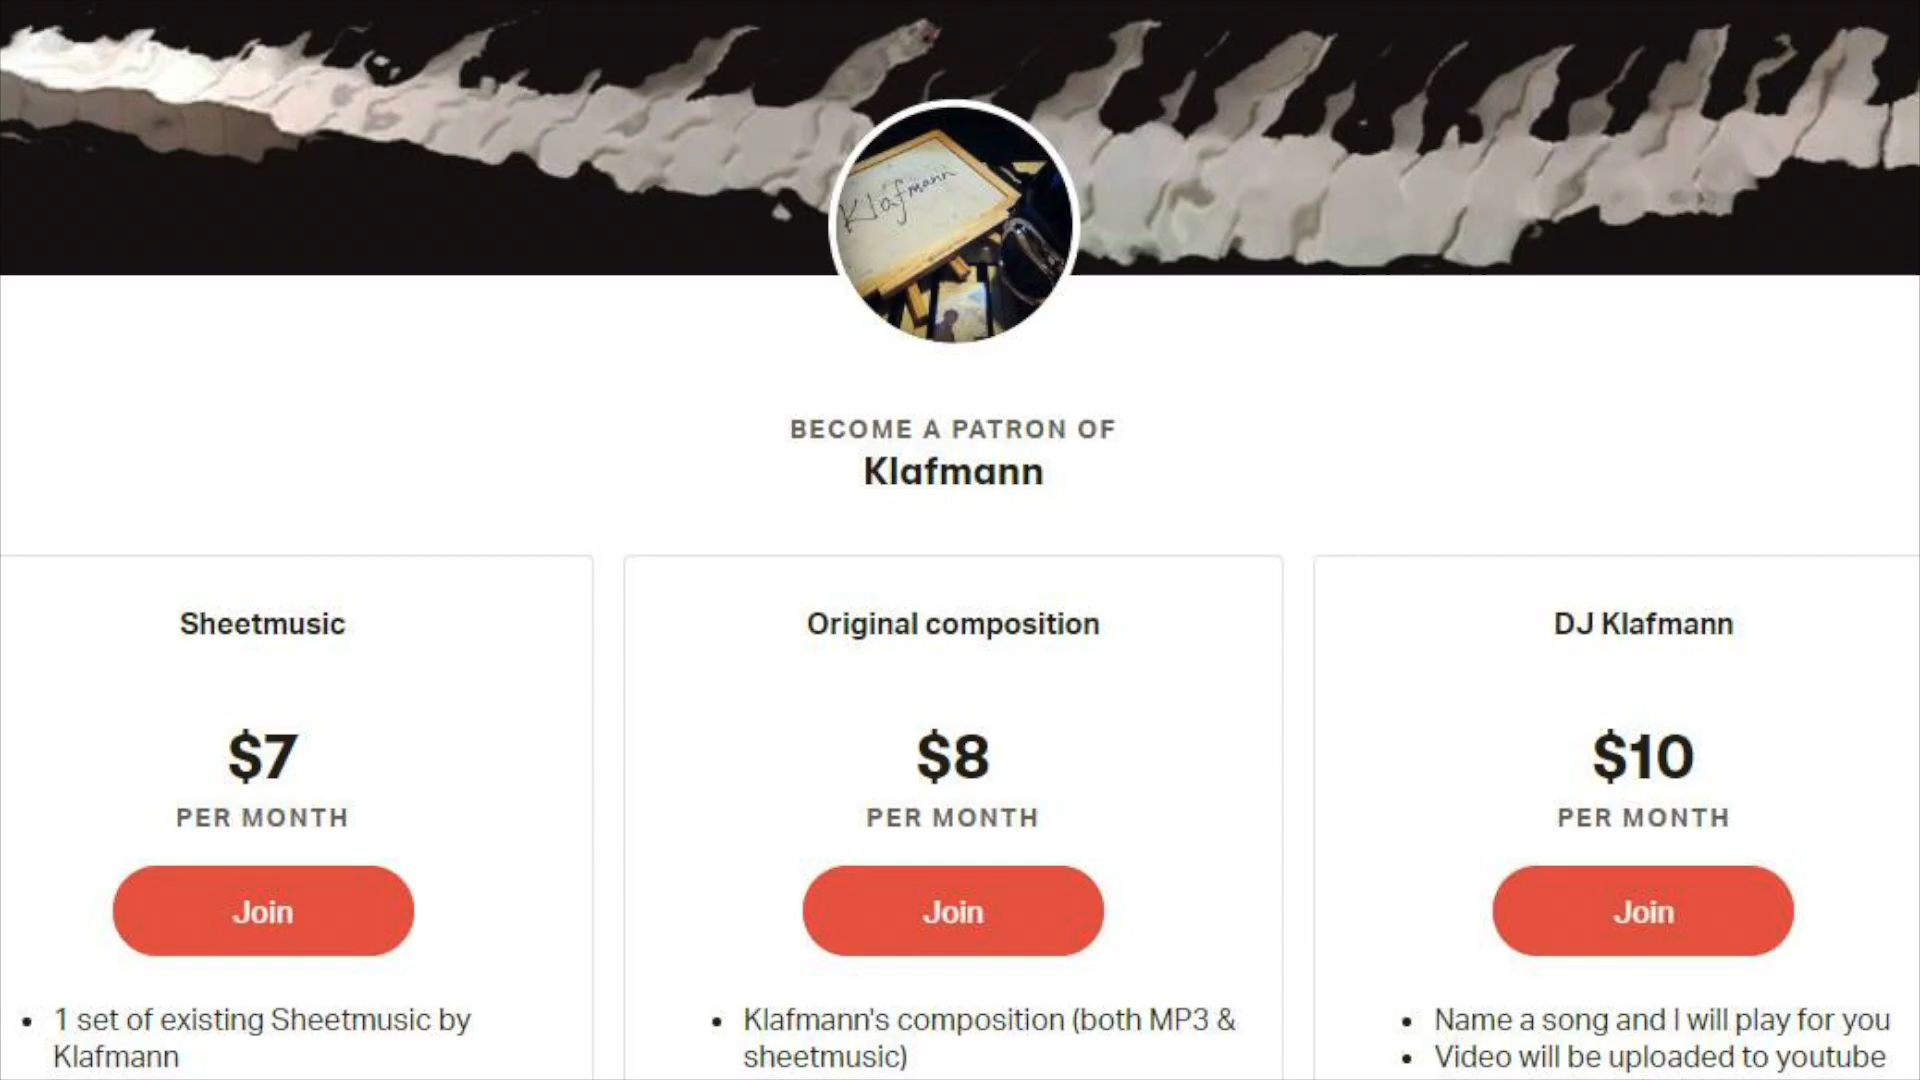 Klafmann
BECOME A PATRON OF
Klafmann
Sheetmusic
$7
PER MONTH
Join
1 set of existing Sheetmusic by
Klafmann
Original composition
$8
PER MONTH
Join
Klafmann's composition (both MP3 &
sheetmusic)
DJ Klafmann
$10
PER MONTH
Join
Name a song and I will play for you
Video will be uploaded to youtube